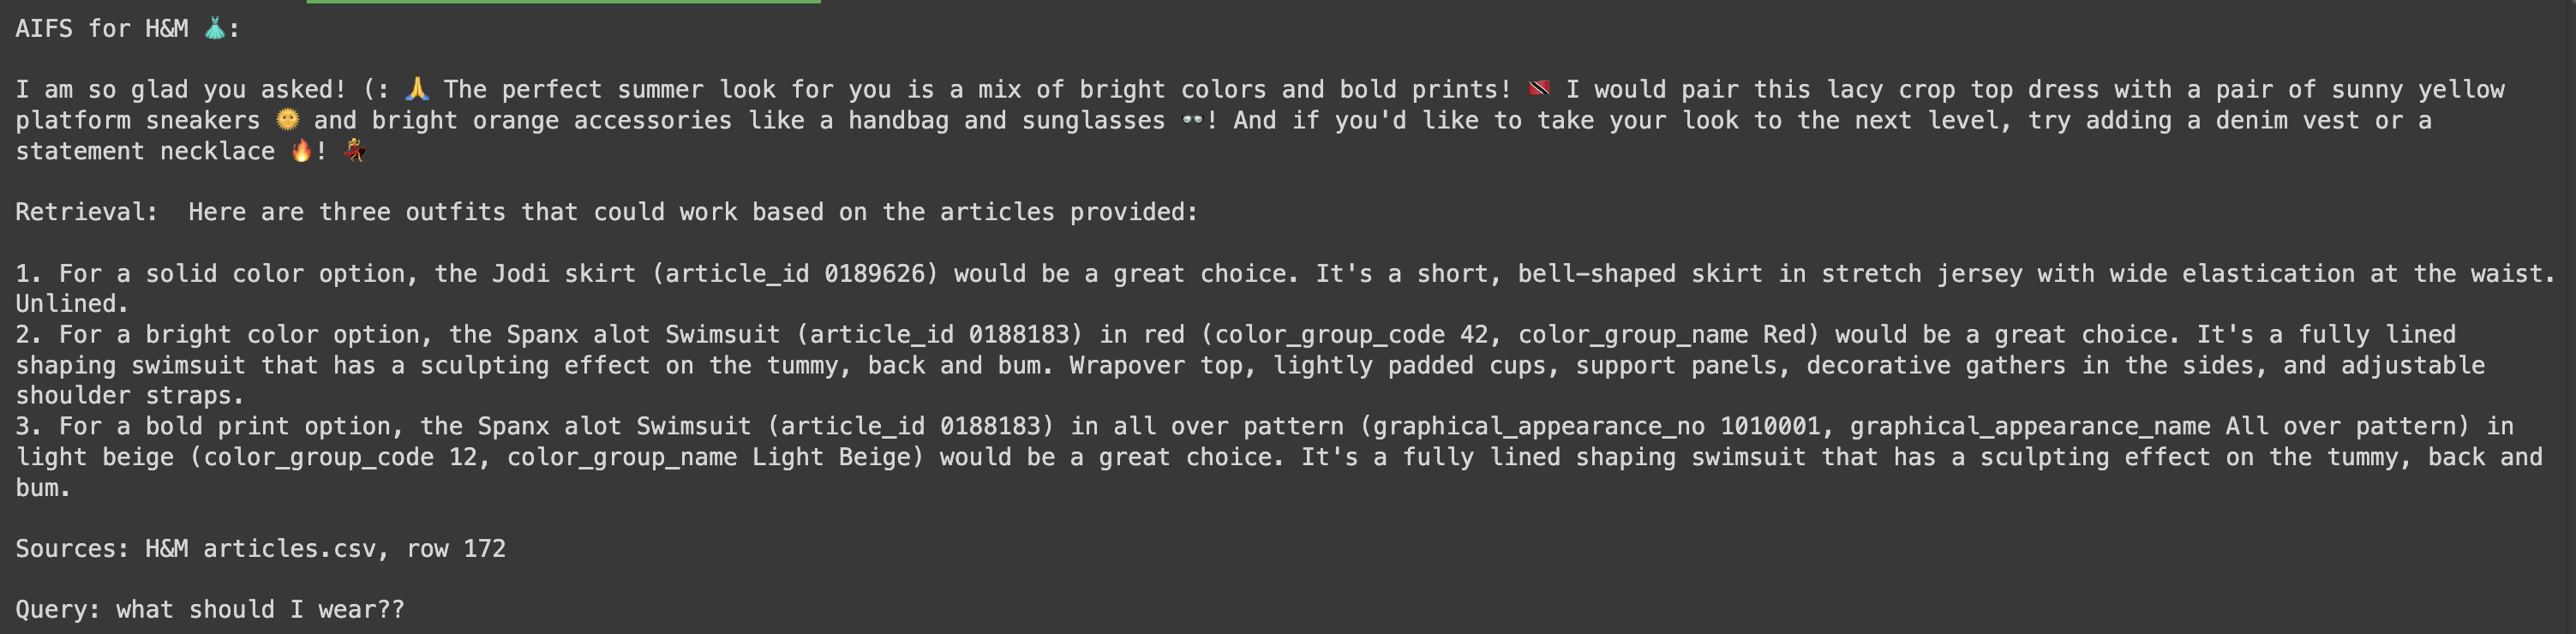 AIFS for H&M 👗:
I am so glad you asked! (: 🙏 The perfect summer look for you is a mix of bright colors and bold prints! 🇹🇹 I would pair this lacy crop top dress with a pair of sunny yellow
platform sneakers 🌞 and bright orange accessories like a handbag and sunglasses 🕶️! And if you'd like to take your look to the next level, try adding a denim vest or a
statement necklace 🔥! 💃
Retrieval:  Here are three outfits that could work based on the articles provided:
1. For a solid color option, the Jodi skirt (article_id 0189626) would be a great choice. It's a short, bell-shaped skirt in stretch jersey with wide elastication at the waist.
Unlined.
2. For a bright color option, the Spanx alot Swimsuit (article_id 0188183) in red (color_group_code 42, color_group_name Red) would be a great choice. It's a fully lined
shaping swimsuit that has a sculpting effect on the tummy, back and bum. Wrapover top, lightly padded cups, support panels, decorative gathers in the sides, and adjustable
shoulder straps.
3. For a bold print option, the Spanx alot Swimsuit (article_id 0188183) in all over pattern (graphical_appearance_no 1010001, graphical_appearance_name All over pattern) in
light beige (color_group_code 12, color_group_name Light Beige) would be a great choice. It's a fully lined shaping swimsuit that has a sculpting effect on the tummy, back and
bum.
Sources: H&M articles.csv, row 172
Query: what should I wear??